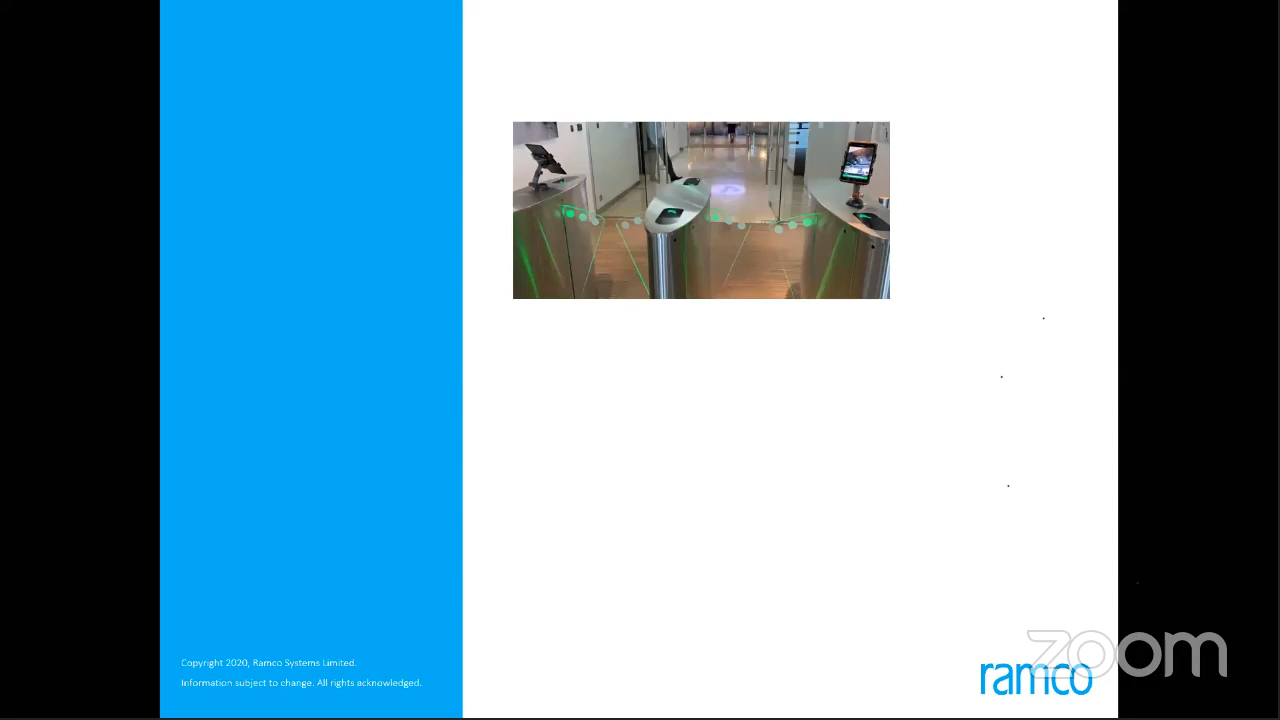 Copyright 2020, Ramco Systems Limited.
Information subject to change. All rights acknowledged.
ramco
zoom